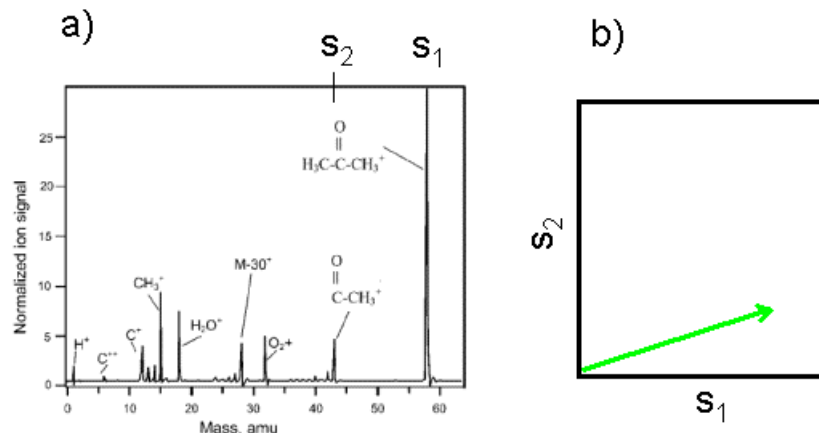 a)
S₂
S₁
b)
Normalized ion signal
25
20
15
10
5
0
O
H₃C-C-CH₃⁺
O
C-CH₃⁺
M-30⁺
CH₃⁺
H₂O⁺
C⁺
O₂+
H⁺
C⁺⁺
0
10
20
30
40
50
60
Mass, amu
S₂
S₁